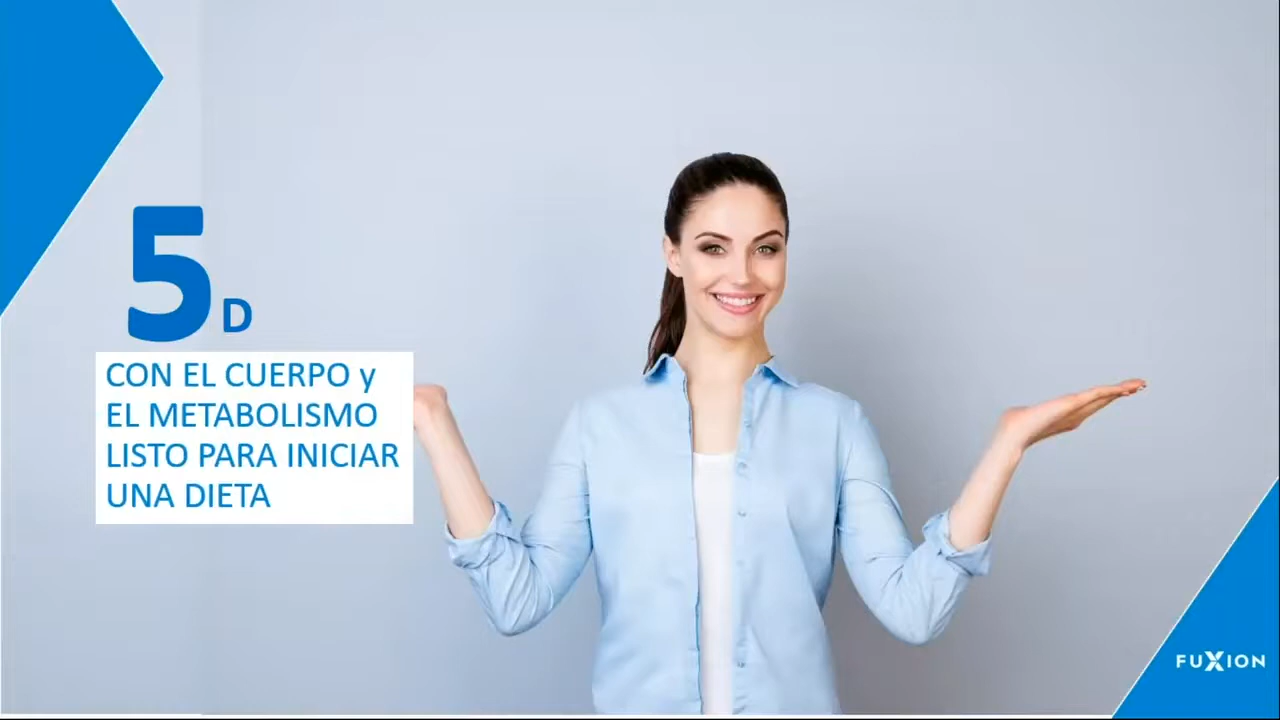 5D
CON EL CUERPO y
EL METABOLISMO
LISTO PARA INICIAR
UNA DIETA
FUXION